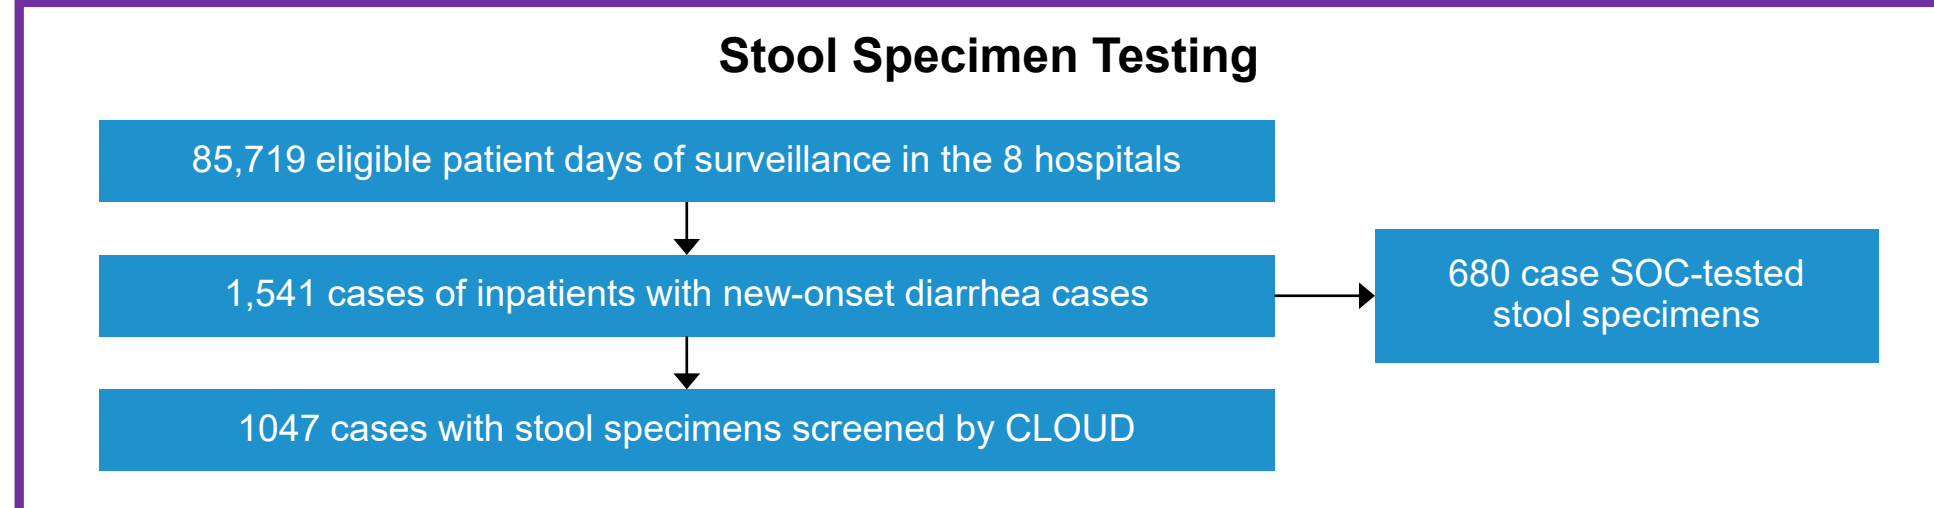 Stool Specimen Testing
85,719 eligible patient days of surveillance in the 8 hospitals
1,541 cases of inpatients with new-onset diarrhea cases
680 case SOC-tested
stool specimens
1047 cases with stool specimens screened by CLOUD